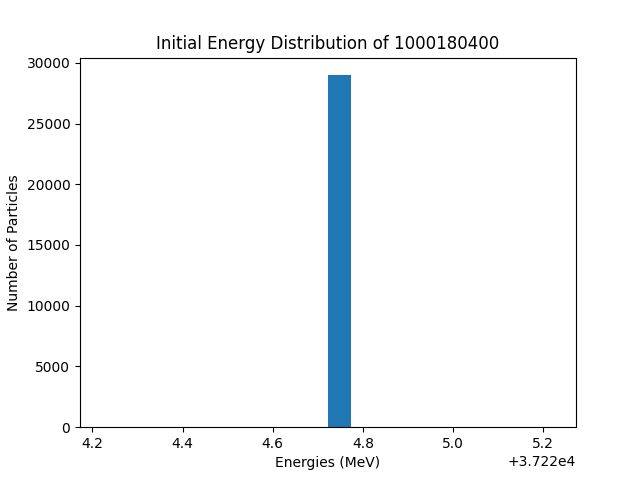 Initial Energy Distribution of 1000180400
30000
25000
20000
15000
10000
5000
0
Number of Particles
4.2 4.4 4.6 4.8 5.0 5.2
Energies (MeV)
+3.722e4